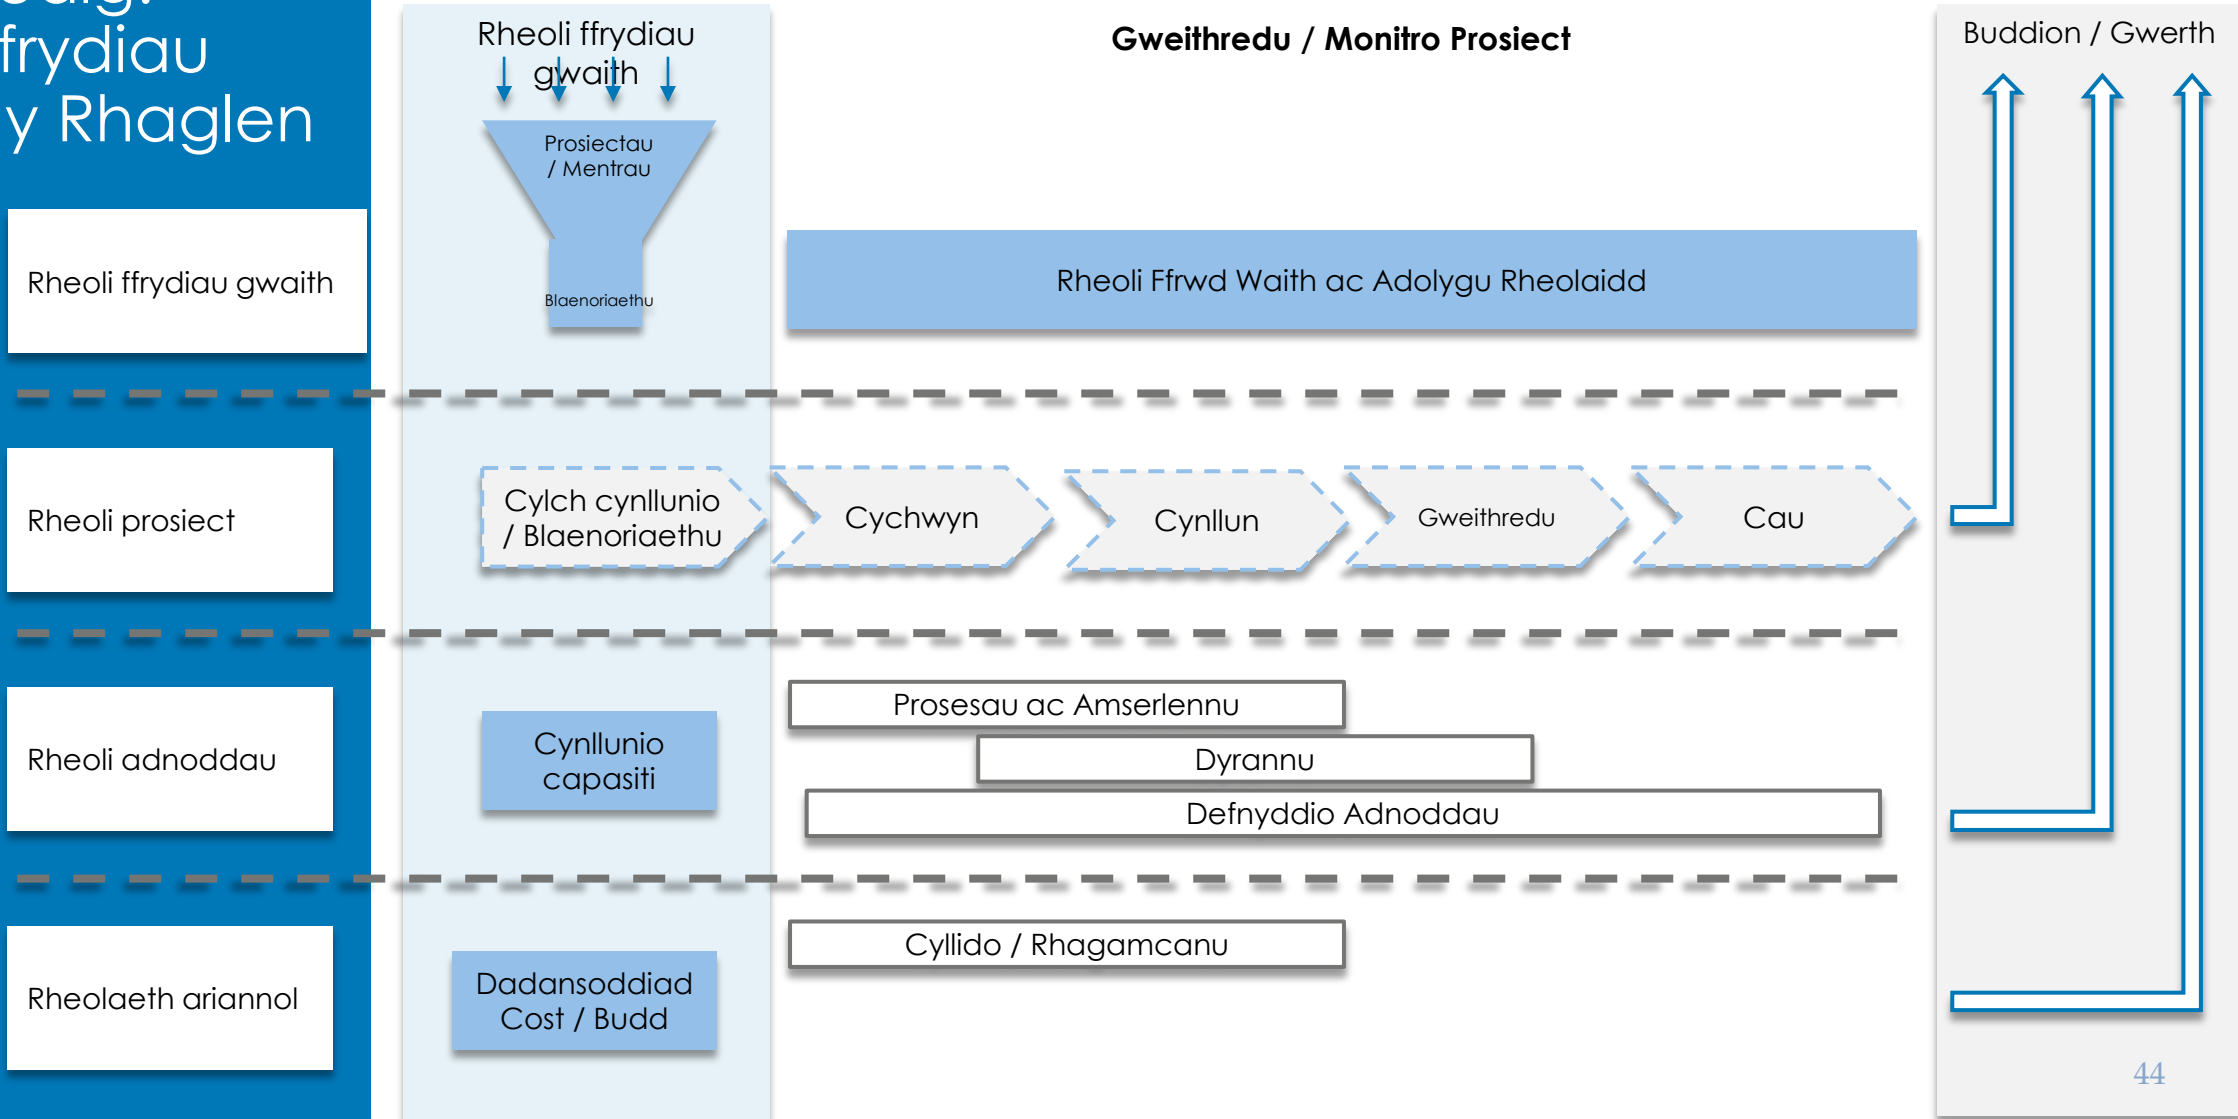 ffrydiau
y Rhaglen
Rheoli ffrydiau
gwaith
Gweithredu / Monitro Prosiect
Buddion / Gwerth
Prosiectau
/ Mentrau
Blaenoriaethu
Rheoli ffrydiau gwaith
Rheoli Ffrwd Waith ac Adolygu Rheolaidd
Rheoli prosiect
Cylch cynllunio
/ Blaenoriaethu
Cychwyn
Cynllun
Gweithredu
Cau
Rheoli adnoddau
Cynllunio
capasiti
Prosesau ac Amserlennu
Dyrannu
Defnyddio Adnoddau
Rheolaeth ariannol
Dadansoddiad
Cost / Budd
Cyllido / Rhagamcanu
44